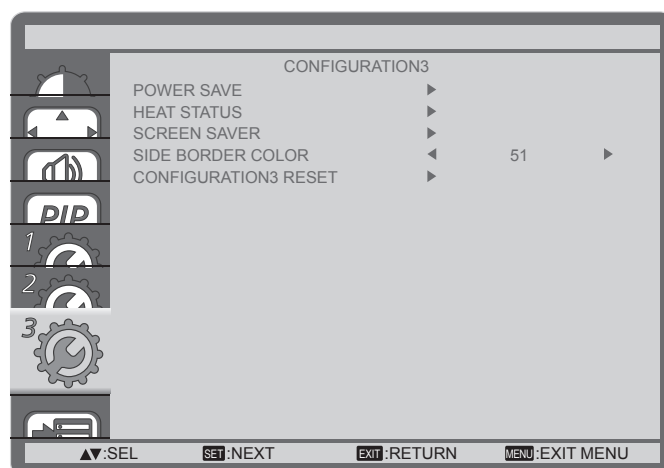 CONFIGURATION3
POWER SAVE ▶
HEAT STATUS ▶
SCREEN SAVER ▶
SIDE BORDER COLOR ◀ 51 ▶
CONFIGURATION3 RESET ▶
PIP
1
2
3
▲▼:SEL SET:NEXT EXIT:RETURN MENU:EXIT MENU